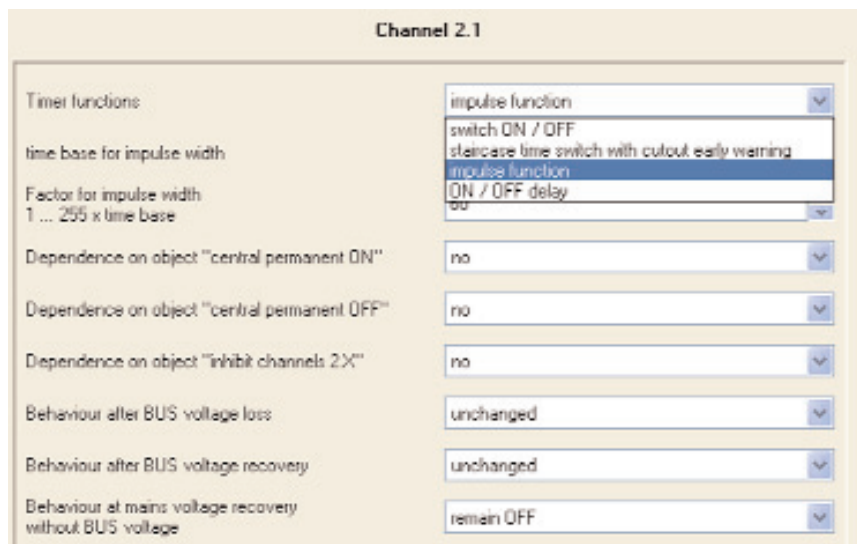 Channel 2.1
Timer functions
impulse function
switch ON / OFF
time base for impulse width
staircase time switch with cutout early warning
impulse function
ON / OFF delay
Factor for impulse width
1 ... 255 x time base
Dependence on object "central permanent ON"
no
Dependence on object "central permanent OFF"
no
Dependence on object "inhibit channels 2.X"
no
Behaviour after BUS voltage loss
unchanged
Behaviour after BUS voltage recovery
unchanged
Behaviour at mains voltage recovery
without BUS voltage
remain OFF